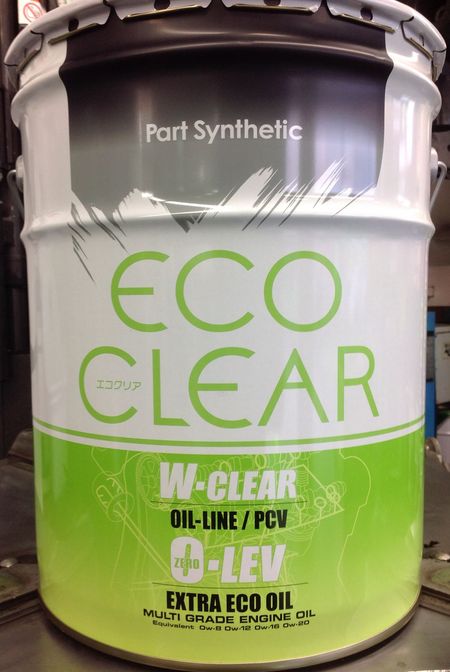 Part Synthetic
ECO
エコクリア
CLEAR
W-CLEAR
OIL-LINE / PCV
0-LEV
ZERO
EXTRA ECO OIL
MULTI GRADE ENGINE OIL
Equivalent 0w-8 0w-12 0w-16 0w-20